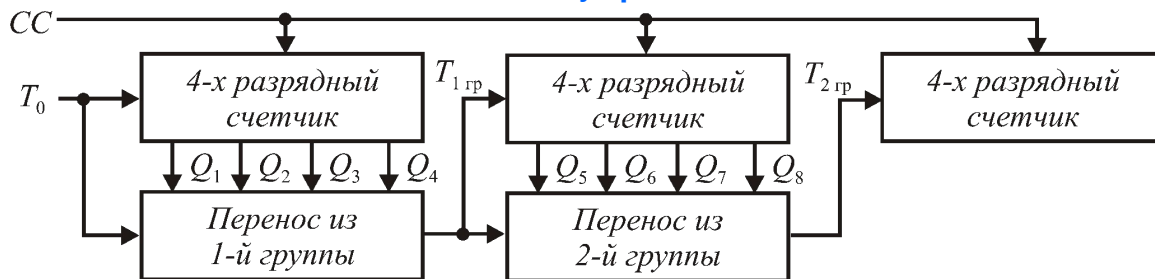 CC
T₀
4-х разрядный
счетчик
T₁ гр
4-х разрядный
счетчик
T₂ гр
4-х разрядный
счетчик
Q₁ Q₂ Q₃ Q₄
Q₅ Q₆ Q₇ Q₈
Перенос из
1-й группы
Перенос из
2-й группы